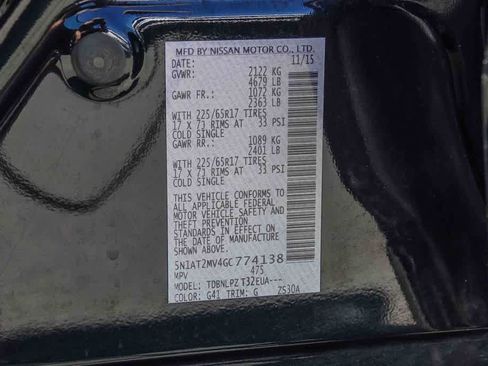 MFD BY NISSAN MOTOR CO., LTD.
DATE: 11/15
GVWR: 2122 KG
4679 LB
GAWR FR.: 1072 KG
2363 LB
WITH 225/65R17 TIRES
17 X 7J RIMS AT 33 PSI
COLD SINGLE
GAWR RR.: 1089 KG
2401 LB
WITH 225/65R17 TIRES
17 X 7J RIMS AT 33 PSI
COLD SINGLE
THIS VEHICLE CONFORMS TO
ALL APPLICABLE FEDERAL
MOTOR VEHICLE SAFETY AND
THEFT PREVENTION
STANDARDS IN EFFECT ON
THE DATE OF MANUFACTURE
SHOWN ABOVE.
5N1AT2MV4GC774138
MPV 475
MODEL: TDBNLPZ T32EUA---
COLOR: G41 TRIM: G Z530A